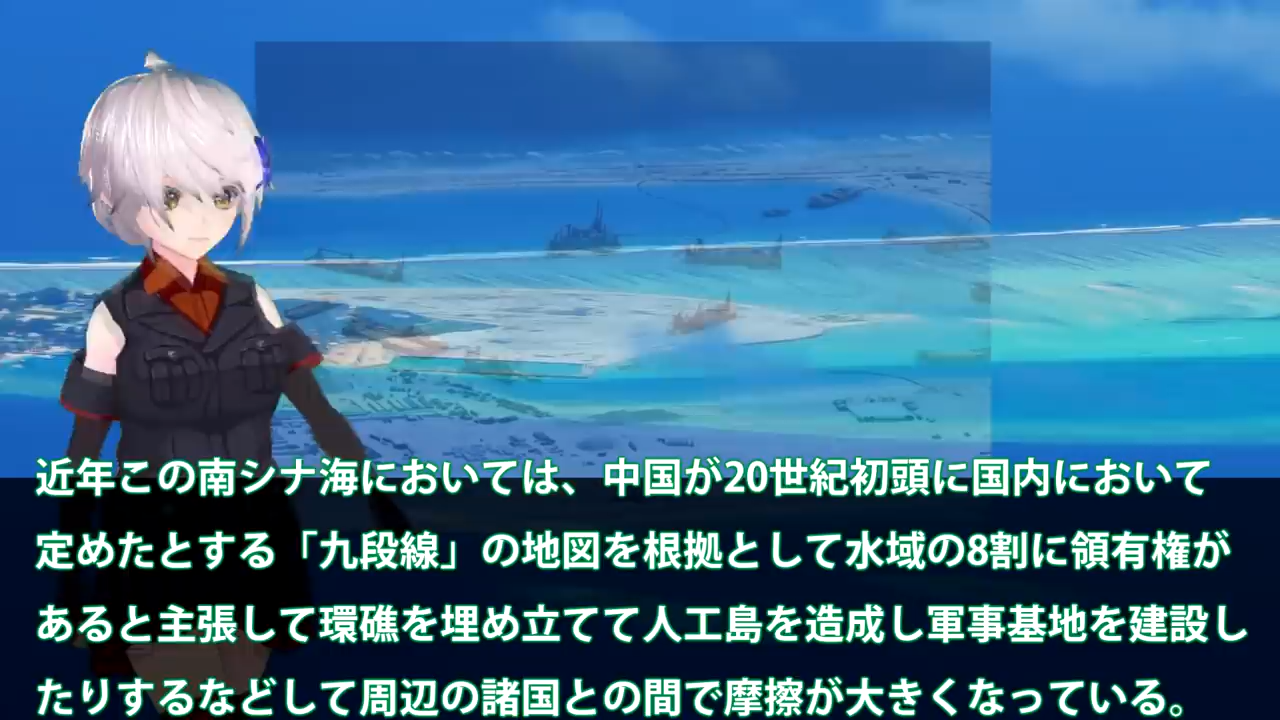 近年この南シナ海においては、中国が20世紀初頭に国内において
定めたとする「九段線」の地図を根拠として水域の8割に領有権が
あると主張して環礁を埋め立てて人工島を造成し軍事基地を建設し
たりするなどして周辺の諸国との間で摩擦が大きくなっている。